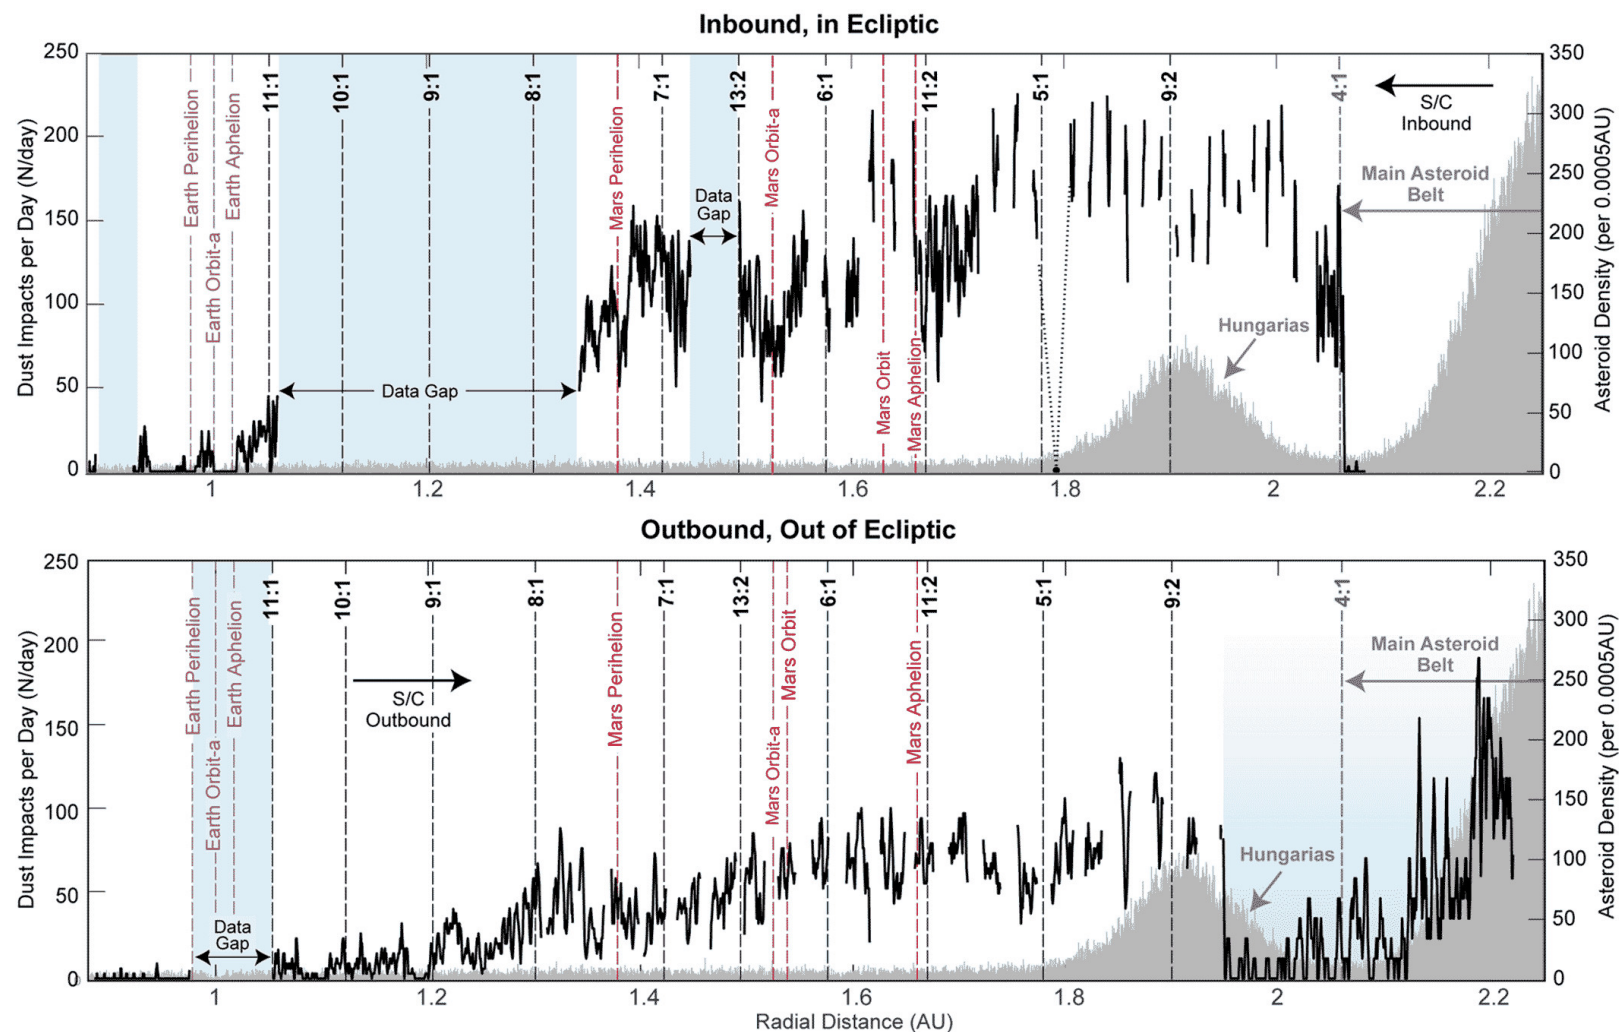 Inbound, in Ecliptic
Dust Impacts per Day (N/day)
250
200
150
100
50
0
Earth Perihelion
Earth Orbit-a
Earth Aphelion
11:1
10:1
9:1
8:1
Mars Perihelion
7:1
13:2
Mars Orbit-a
6:1
Mars Orbit
Mars Aphelion
11:2
5:1
9:2
4:1
S/C
Inbound
Main Asteroid
Belt
Data
Gap
Data Gap
Hungarias
350
300
250
200
150
100
50
0
Asteroid Density (per 0.0005AU)
1
1.2
1.4
1.6
1.8
2
2.2
Outbound, Out of Ecliptic
Dust Impacts per Day (N/day)
250
200
150
100
50
0
Earth Perihelion
Earth Orbit-a
Earth Aphelion
11:1
10:1
9:1
8:1
Mars Perihelion
7:1
13:2
Mars Orbit-a
Mars Orbit
6:1
Mars Aphelion
11:2
5:1
9:2
4:1
S/C
Outbound
Main Asteroid
Belt
Data
Gap
Hungarias
350
300
250
200
150
100
50
0
Asteroid Density (per 0.0005AU)
1
1.2
1.4
1.6
1.8
2
2.2
Radial Distance (AU)